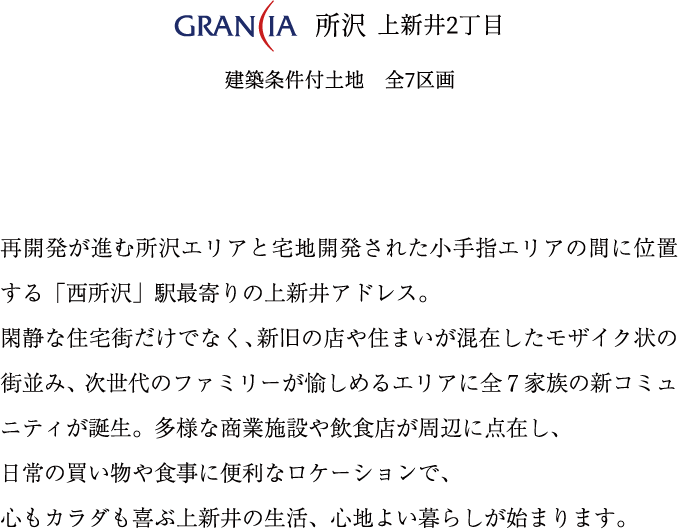 GRANCIA 所沢 上新井2丁目
建築条件付土地　全7区画
再開発が進む所沢エリアと宅地開発された小手指エリアの間に位置
する「西所沢」駅最寄りの上新井アドレス。
閑静な住宅街だけでなく、新旧の店や住まいが混在したモザイク状の
街並み、次世代のファミリーが愉しめるエリアに全７家族の新コミュ
ニティが誕生。多様な商業施設や飲食店が周辺に点在し、
日常の買い物や食事に便利なロケーションで、
心もカラダも喜ぶ上新井の生活、心地よい暮らしが始まります。